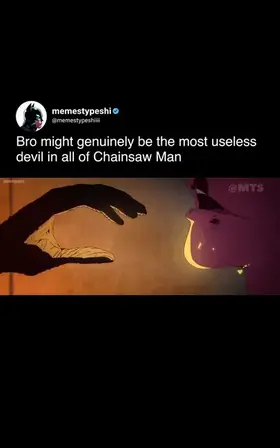 memestypeshi
@memestypeshiii
Bro might genuinely be the most useless
devil in all of Chainsaw Man
@MTS